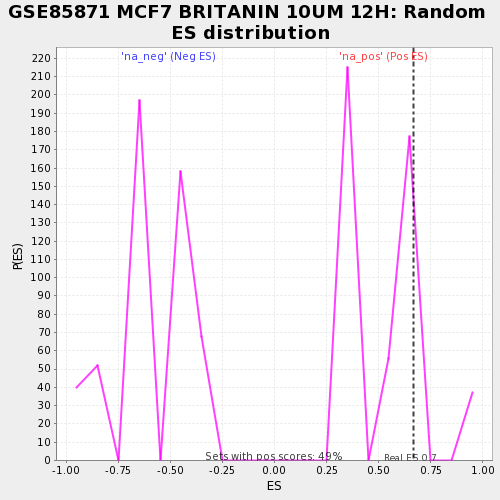 GSE85871 MCF7 BRITANIN 10UM 12H: Random
ES distribution
'na_neg' (Neg ES)
'na_pos' (Pos ES)
220
210
200
190
180
170
160
150
140
130
120
110
100
90
80
70
60
50
40
30
20
10
0
P(ES)
Sets with pos scores: 49%
Real ES 0.7
-1.00 -0.75 -0.50 -0.25 0.00 0.25 0.50 0.75 1.00
ES